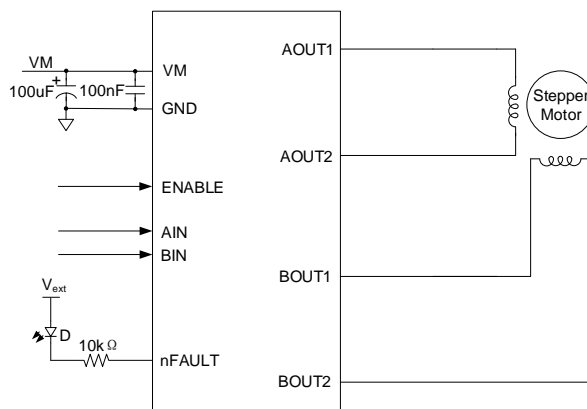 VM
VM
100uF
+
100nF
GND
ENABLE
AIN
BIN
Vext
D
10kΩ
nFAULT
AOUT1
AOUT2
BOUT1
BOUT2
Stepper
Motor